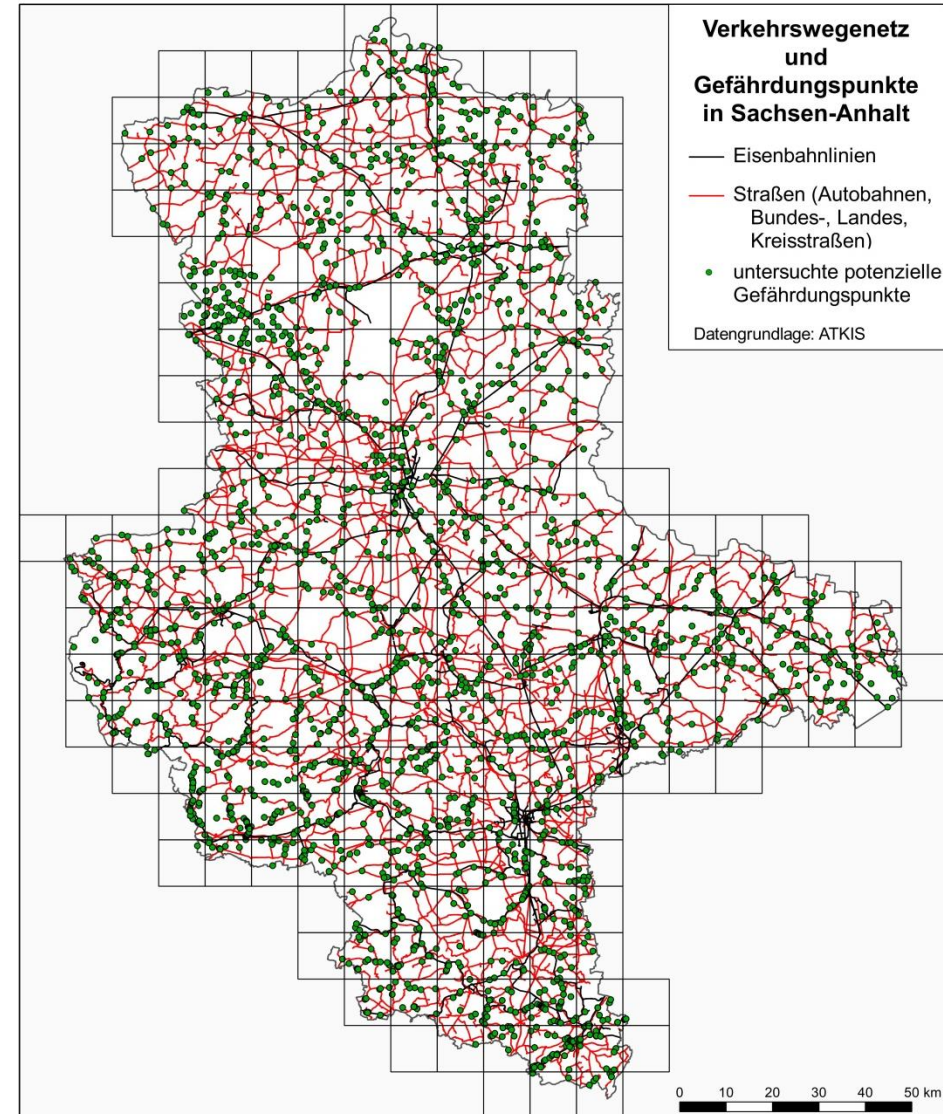 Verkehrswegenetz
und
Gefährdungspunkte
in Sachsen-Anhalt
Eisenbahnlinien
Straßen (Autobahnen,
Bundes-, Landes,
Kreisstraßen)
untersuchte potenzielle
Gefährdungspunkte
Datengrundlage: ATKIS
0 10 20 30 40 50 km